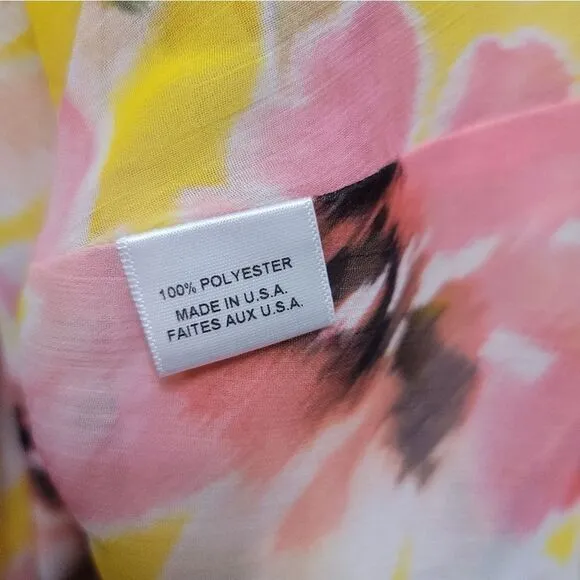 100% POLYESTER
MADE IN U.S.A.
FAITES AUX U.S.A.